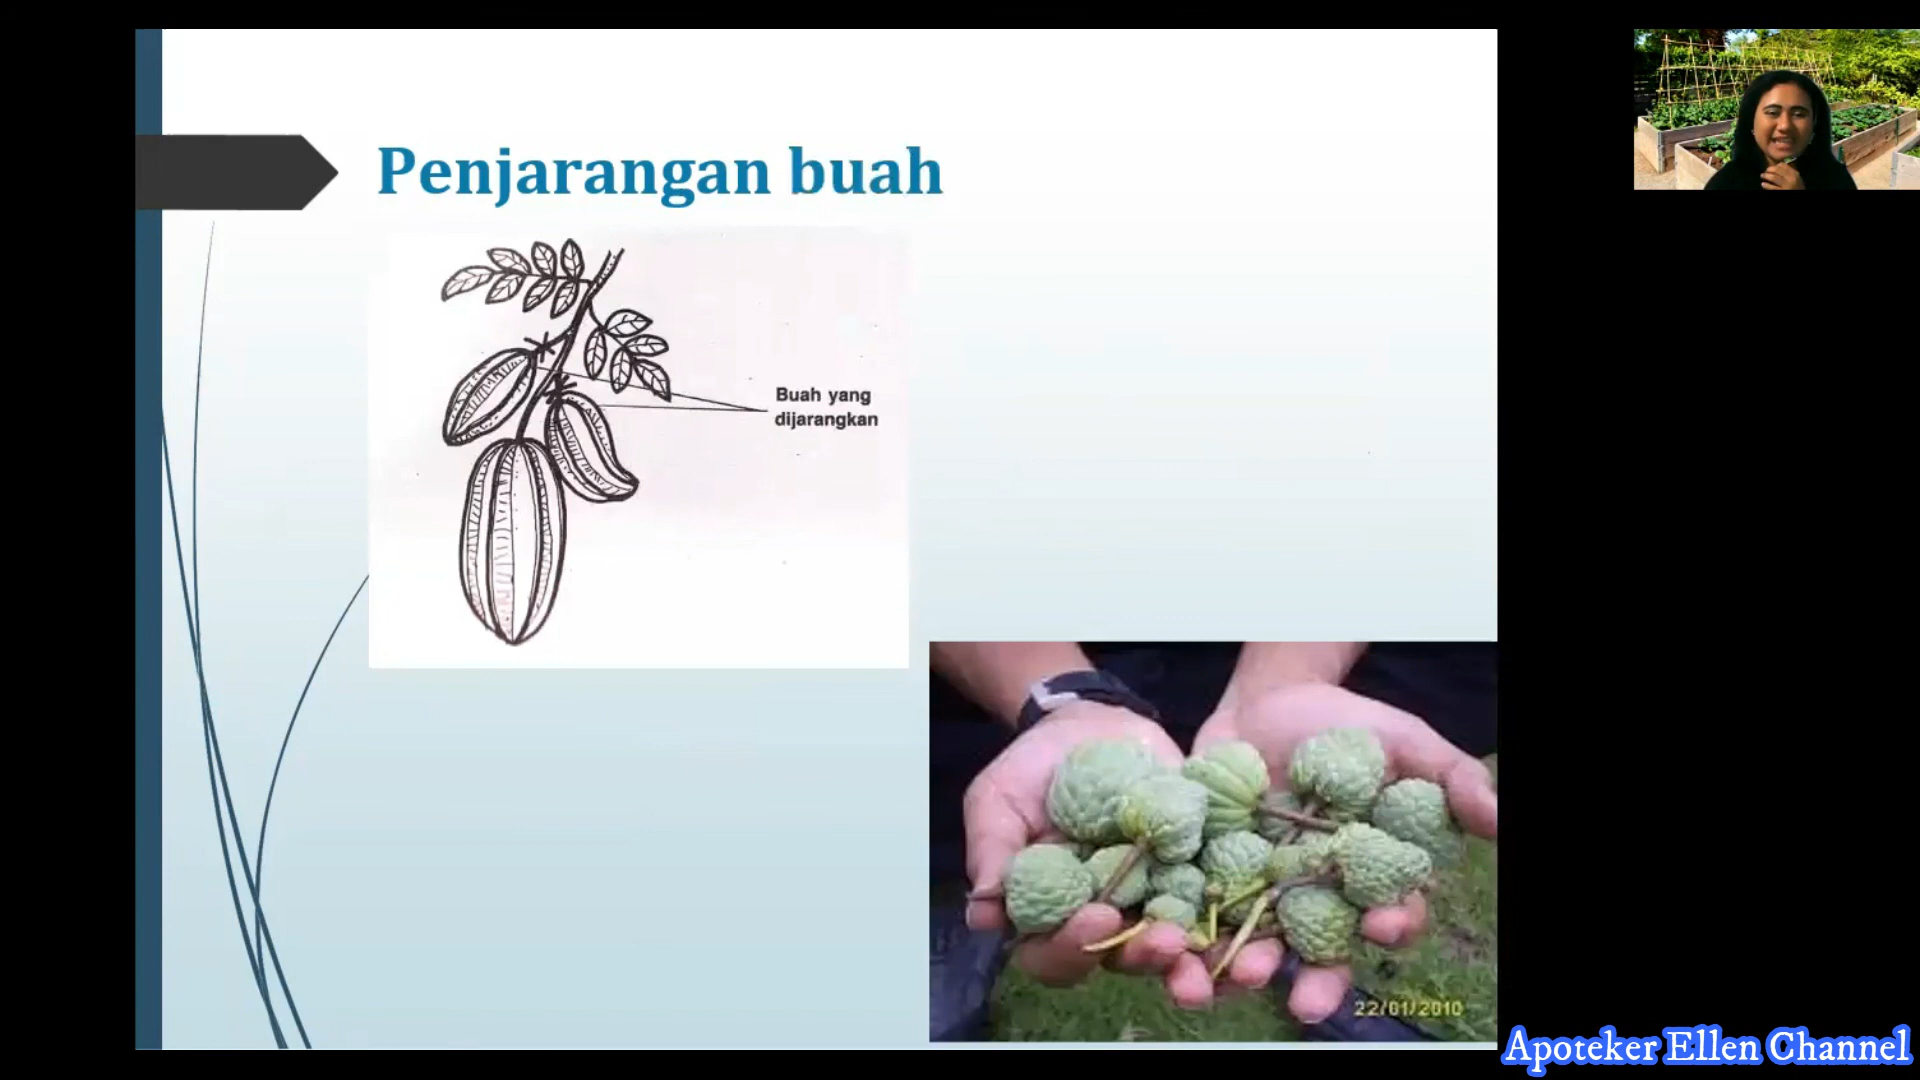 Penjarangan buah
Buah yang
dijarangkan
22/01/2010
Apoteker Ellen Channel